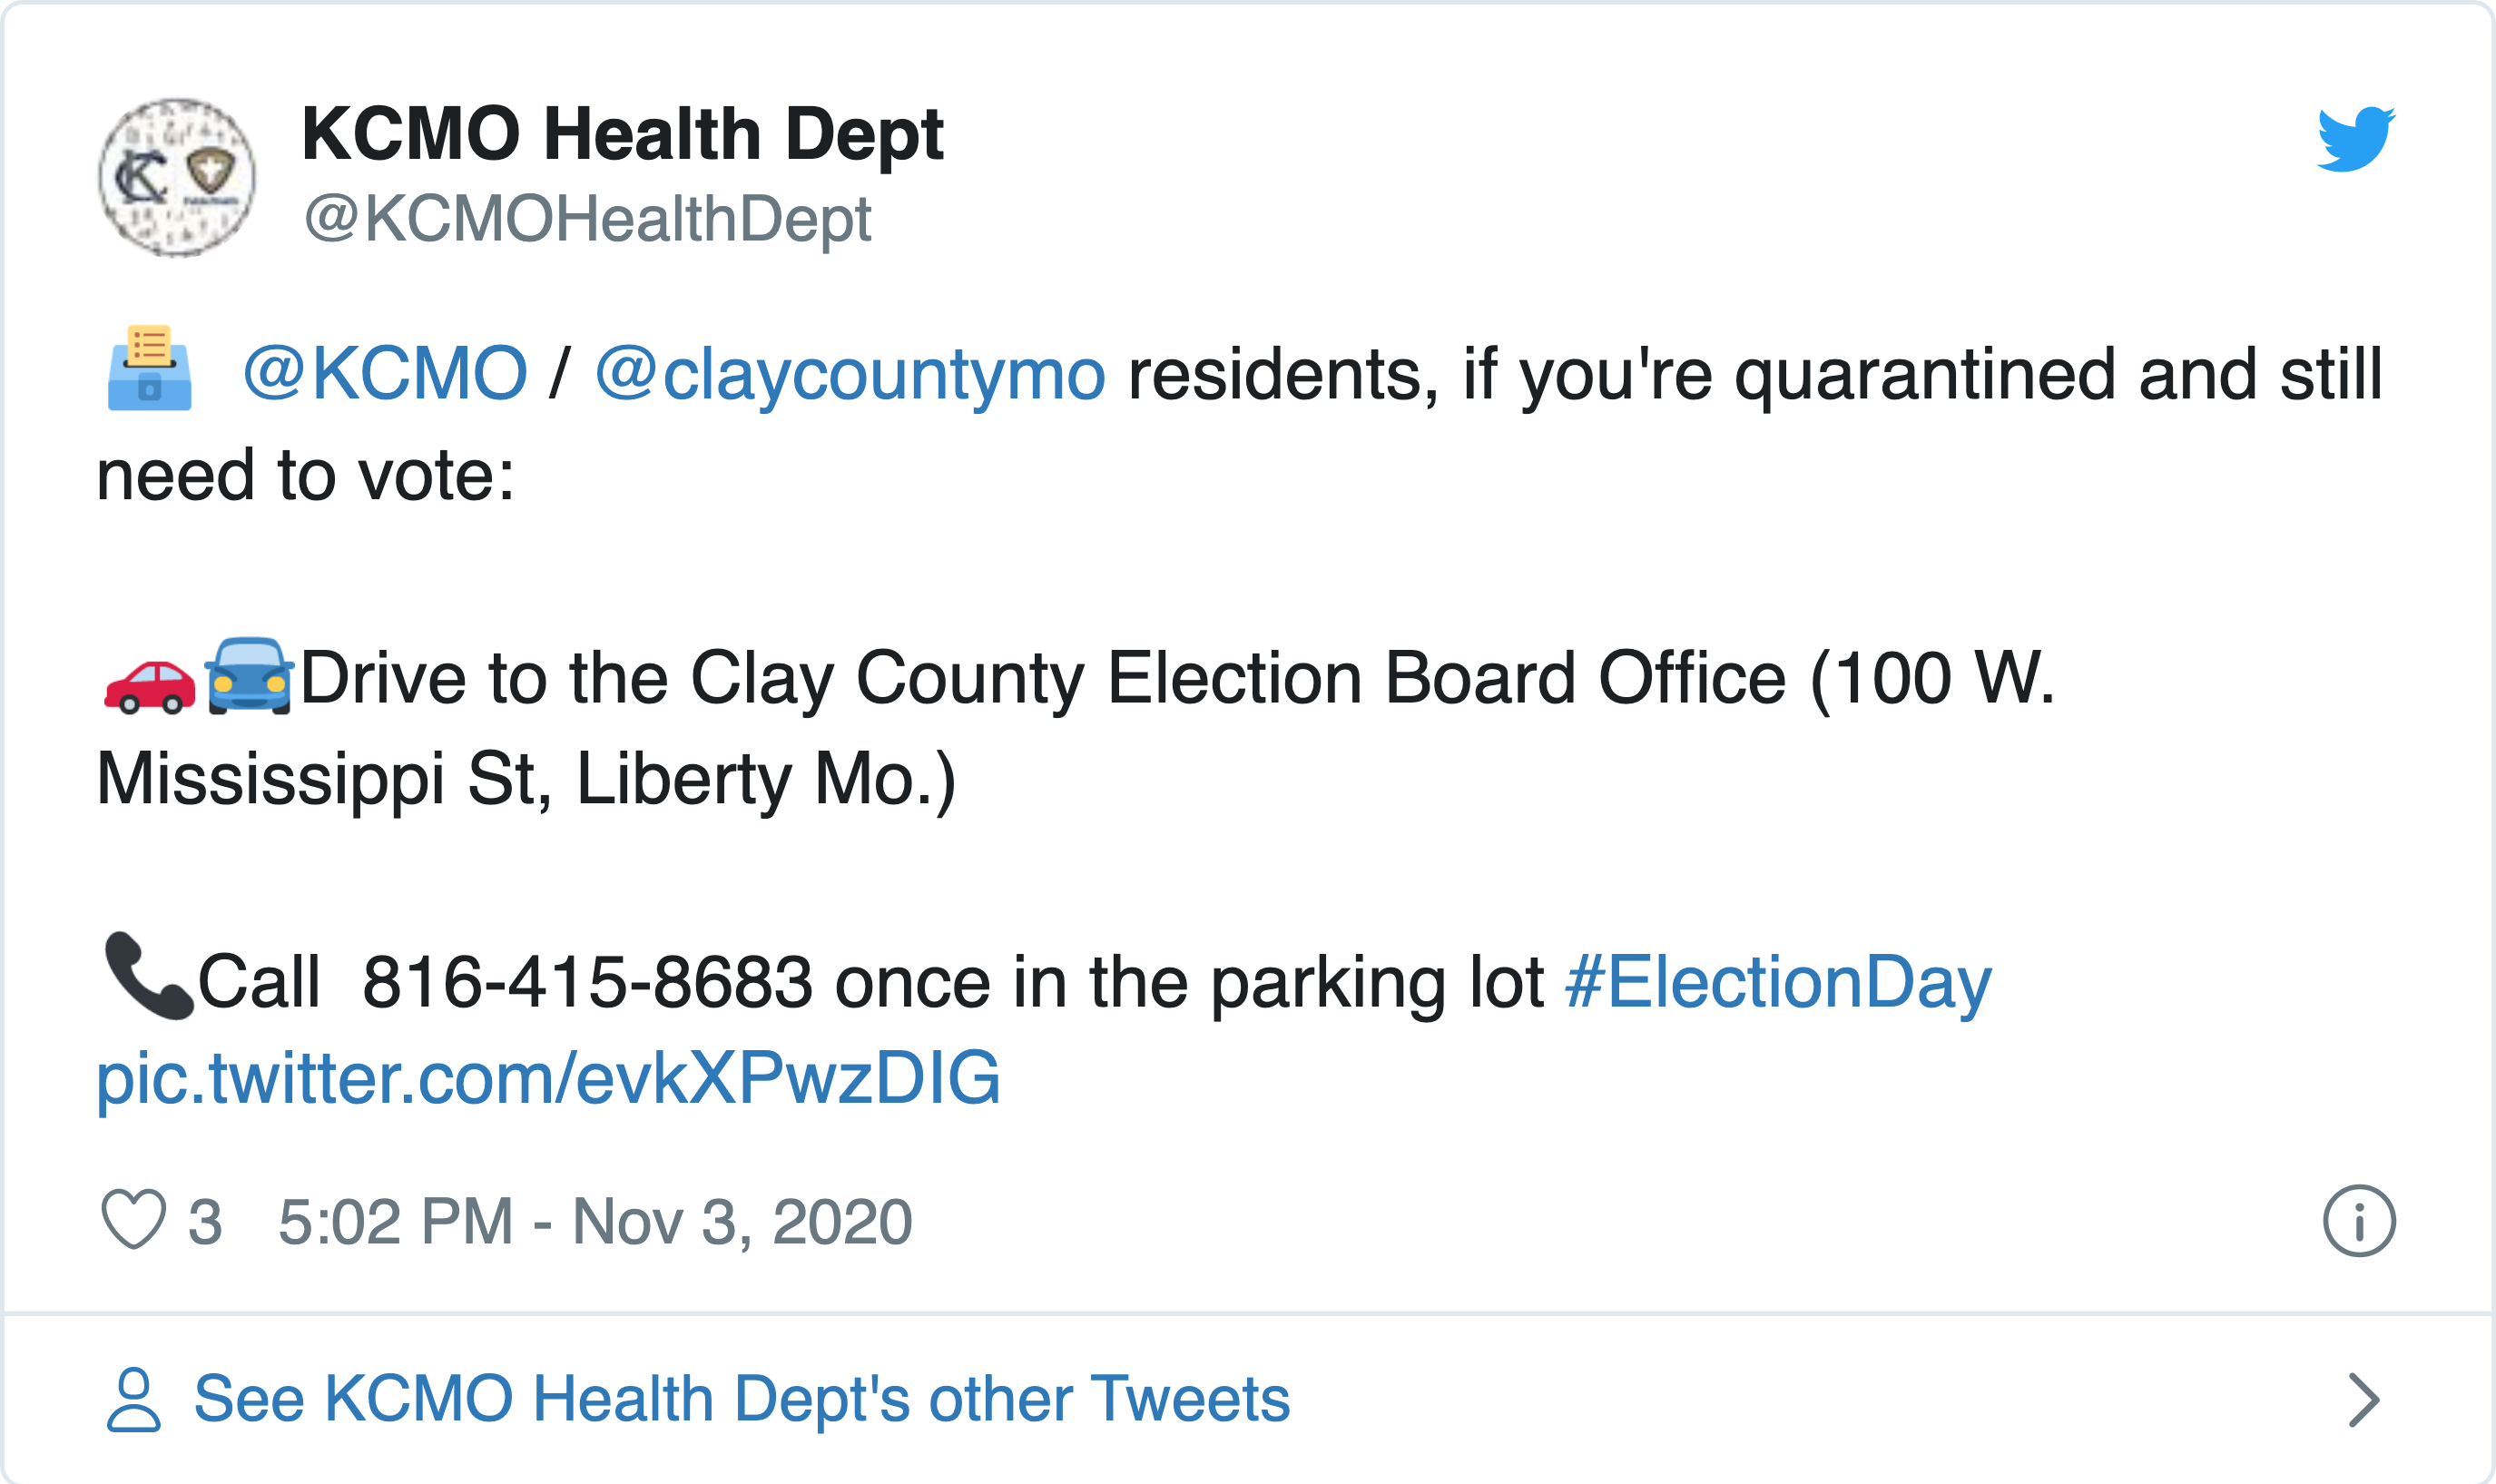 KCMO Health Dept
@KCMOHealthDept
@KCMO / @claycountymo residents, if you're quarantined and still
need to vote:
Drive to the Clay County Election Board Office (100 W.
Mississippi St, Liberty Mo.)
Call  816-415-8683 once in the parking lot #ElectionDay
pic.twitter.com/evkXPwzDIG
3 5:02 PM - Nov 3, 2020
See KCMO Health Dept's other Tweets